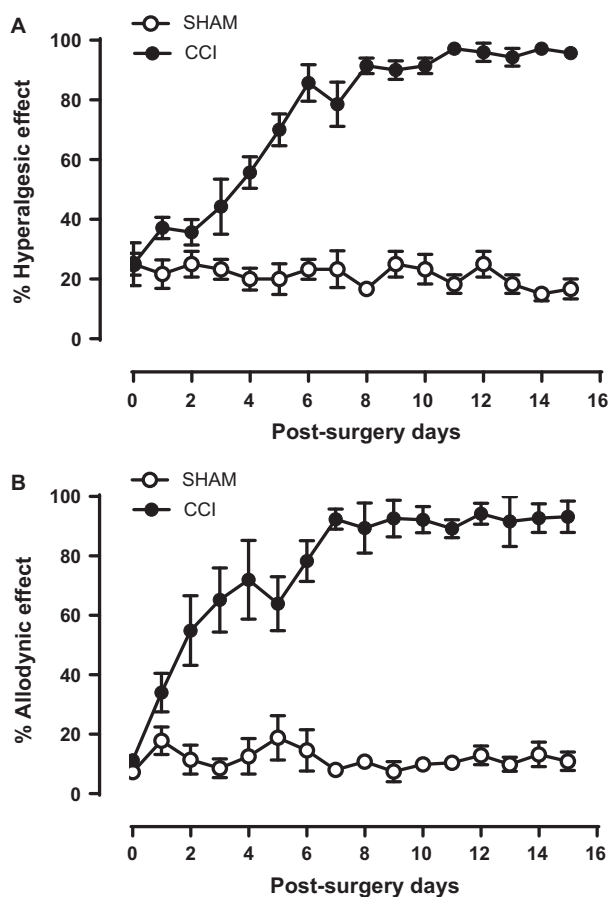 A
SHAM
CCI
100
80
60
40
20
0
% Hyperalgesic effect
0 2 4 6 8 10 12 14 16
Post-surgery days
B
SHAM
CCI
100
80
60
40
20
0
% Allodynic effect
0 2 4 6 8 10 12 14 16
Post-surgery days